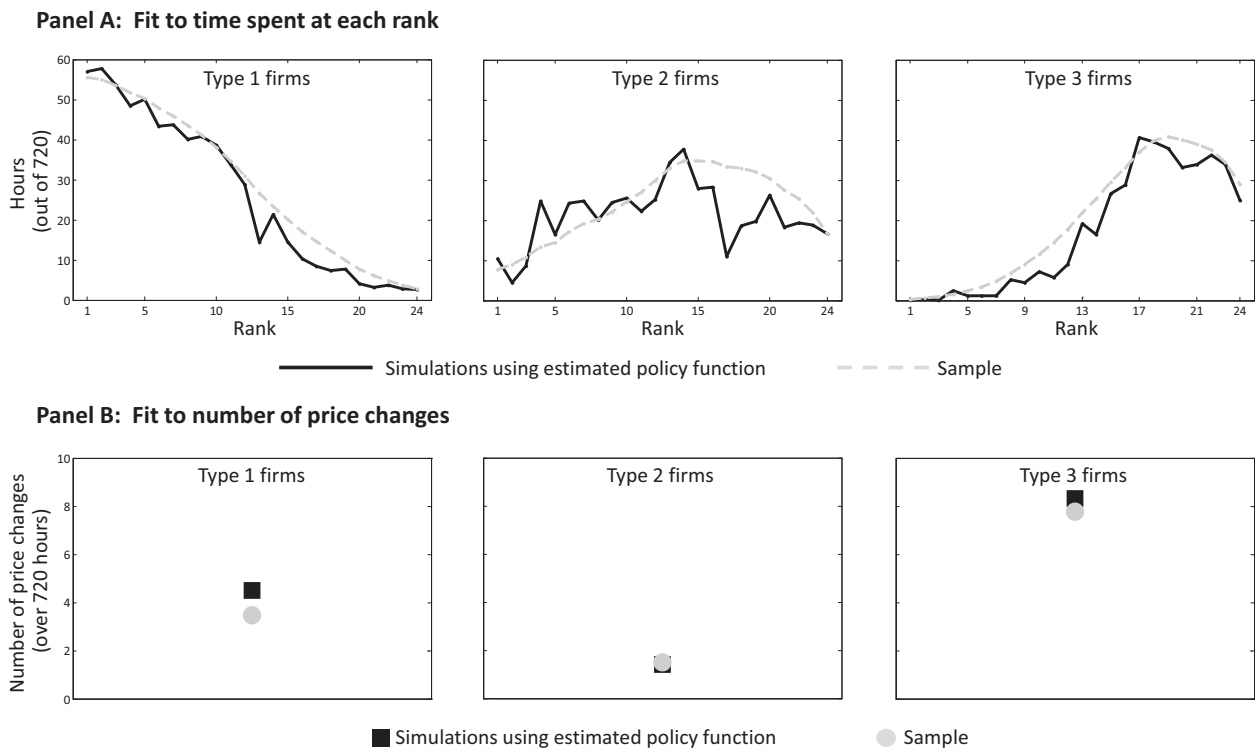 Panel A: Fit to time spent at each rank
Type 1 firms
Type 2 firms
Type 3 firms
Hours
(out of 720)
60
50
40
30
20
10
0
1 5 10 15 20 24
1 5 10 15 20 24
1 5 9 13 17 21 24
Rank
Rank
Rank
Simulations using estimated policy function
Sample
Panel B: Fit to number of price changes
Type 1 firms
Type 2 firms
Type 3 firms
Number of price changes
(over 720 hours)
10
8
6
4
2
0
Simulations using estimated policy function
Sample